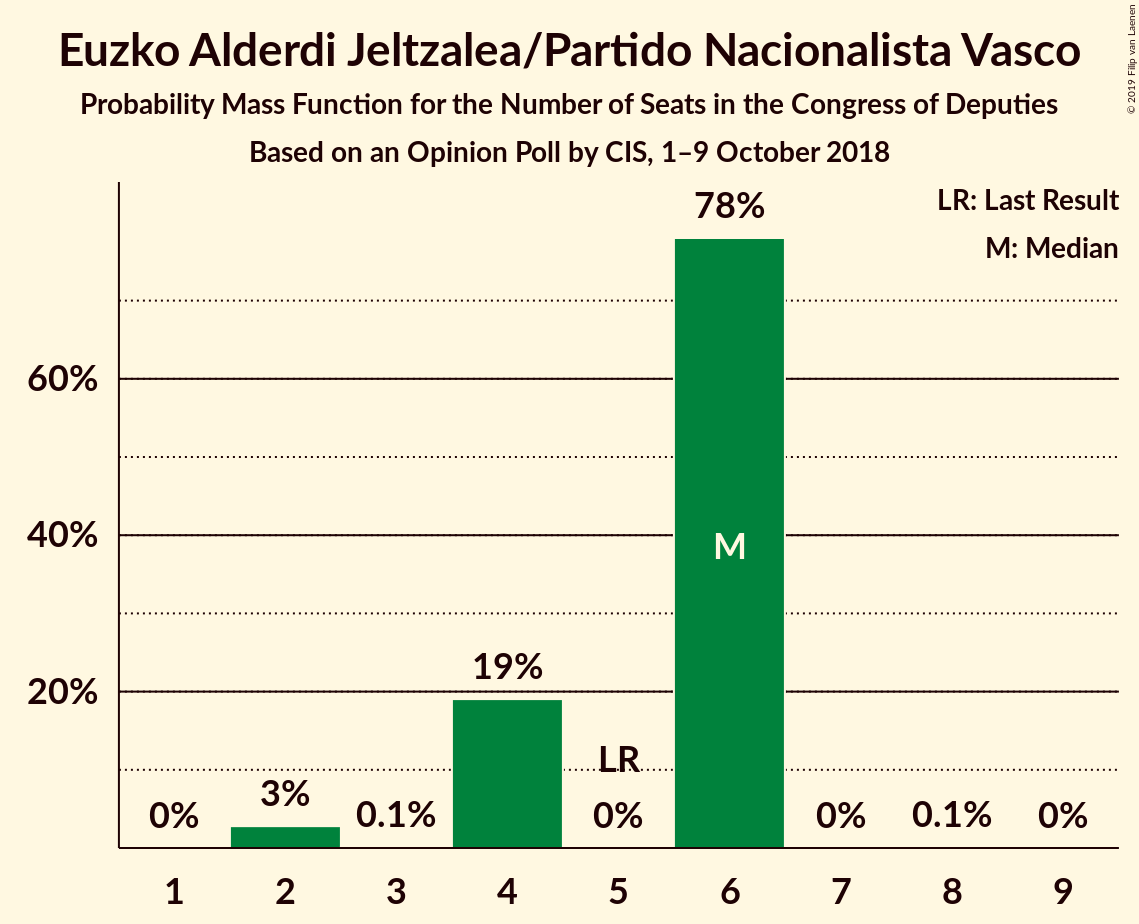 Euzko Alderdi Jeltzalea/Partido Nacionalista Vasco
Probability Mass Function for the Number of Seats in the Congress of Deputies
Based on an Opinion Poll by CIS, 1–9 October 2018
© 2019 Filip van Laenen
LR: Last Result
M: Median
78%
60%
40%
M
19%
20%
LR
3%
0%
0.1%
0%
0%
0.1%
0%
1 2 3 4 5 6 7 8 9